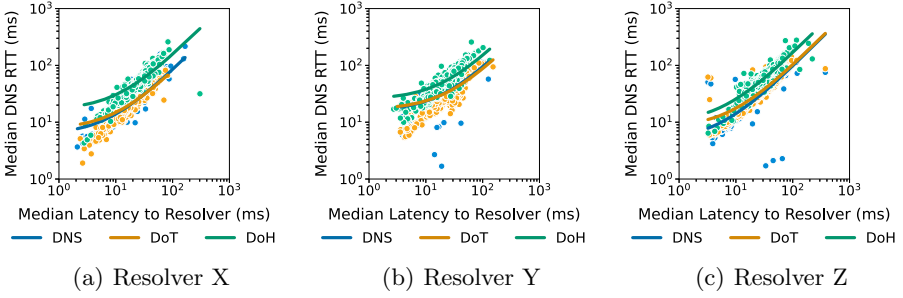 Median DNS RTT (ms)
10³
10²
10¹
10⁰
10⁰ 10¹ 10² 10³
Median Latency to Resolver (ms)
DNS DoT DoH
(a) Resolver X
Median DNS RTT (ms)
10³
10²
10¹
10⁰
10⁰ 10¹ 10² 10³
Median Latency to Resolver (ms)
DNS DoT DoH
(b) Resolver Y
Median DNS RTT (ms)
10³
10²
10¹
10⁰
10⁰ 10¹ 10² 10³
Median Latency to Resolver (ms)
DNS DoT DoH
(c) Resolver Z